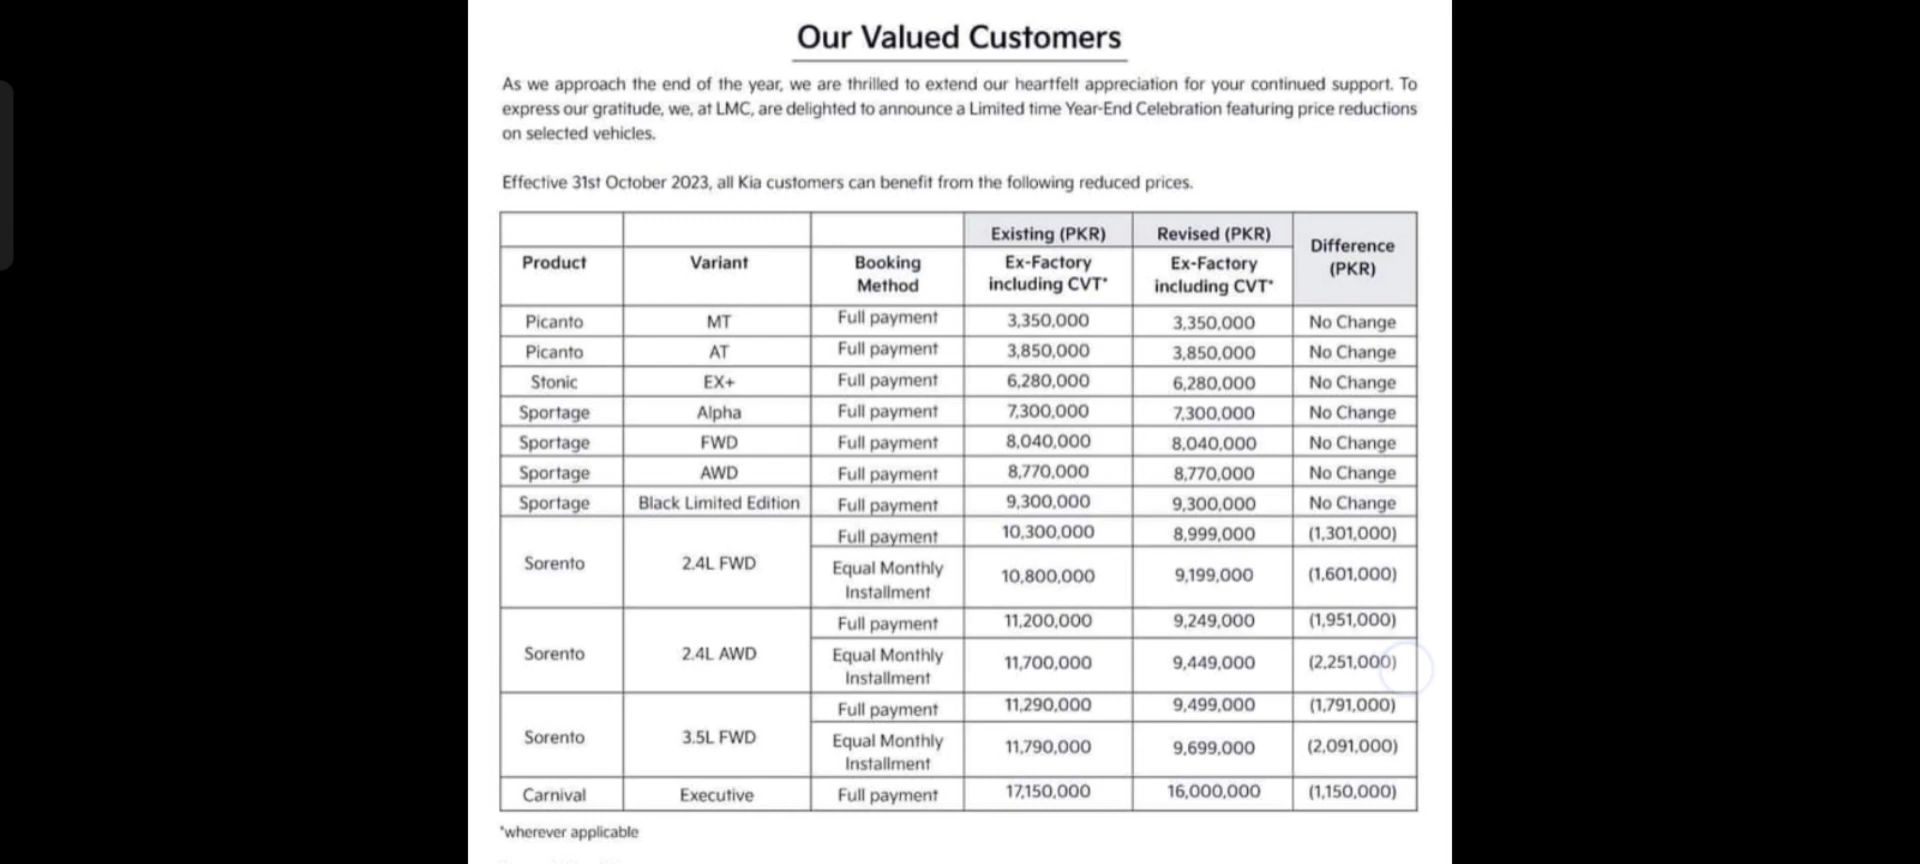 Our Valued Customers
As we approach the end of the year, we are thrilled to extend our heartfelt appreciation for your continued support. To
express our gratitude, we, at LMC, are delighted to announce a Limited time Year-End Celebration featuring price reductions
on selected vehicles.
Effective 31st October 2023, all Kia customers can benefit from the following reduced prices.
Existing (PKR) Revised (PKR) Difference (PKR)
Product Variant Booking Method Ex-Factory including CVT* Ex-Factory including CVT*
Picanto MT Full payment 3,350,000 3,350,000 No Change
Picanto AT Full payment 3,850,000 3,850,000 No Change
Stonic EX+ Full payment 6,280,000 6,280,000 No Change
Sportage Alpha Full payment 7,300,000 7,300,000 No Change
Sportage FWD Full payment 8,040,000 8,040,000 No Change
Sportage AWD Full payment 8,770,000 8,770,000 No Change
Sportage Black Limited Edition Full payment 9,300,000 9,300,000 No Change
Sorento 2.4L FWD Full payment 10,300,000 8,999,000 (1,301,000)
Equal Monthly Installment 10,800,000 9,199,000 (1,601,000)
Sorento 2.4L AWD Full payment 11,200,000 9,249,000 (1,951,000)
Equal Monthly Installment 11,700,000 9,449,000 (2,251,000)
Sorento 3.5L FWD Full payment 11,290,000 9,499,000 (1,791,000)
Equal Monthly Installment 11,790,000 9,699,000 (2,091,000)
Carnival Executive Full payment 17,150,000 16,000,000 (1,150,000)
*wherever applicable